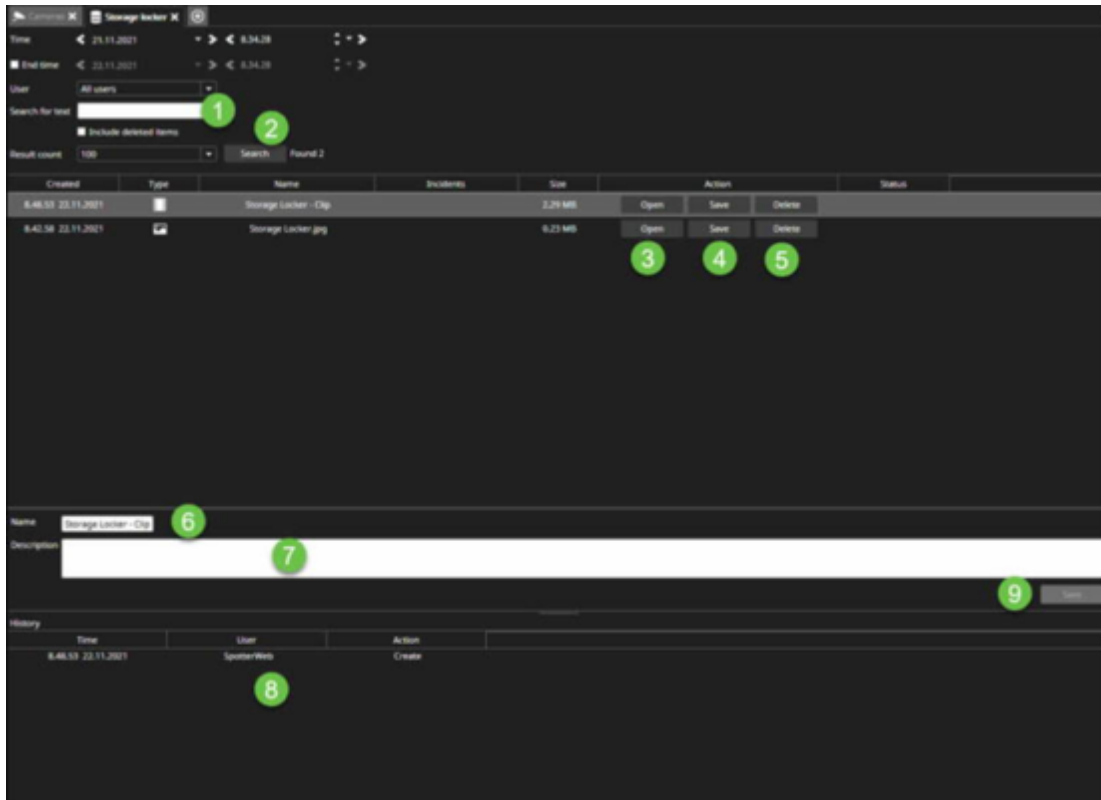 Cameras Storage locker
Time 21.11.2021 8.34.28
End time 22.11.2021 8.34.28
User All users
Search for text 1
Include deleted items 2
Result count 100 Search Found 2
Created Type Name Incidents Size Action Status
8.48.53 22.11.2021 Storage Locker - Clip 2.29 MB Open Save Delete
8.42.58 22.11.2021 Storage Locker.jpg 0.23 MB Open Save Delete
3 4 5
Name Storage Locker - Clip 6
Description 7
9 Save
History
Time User Action
8.48.53 22.11.2021 SpotterWeb Create
8